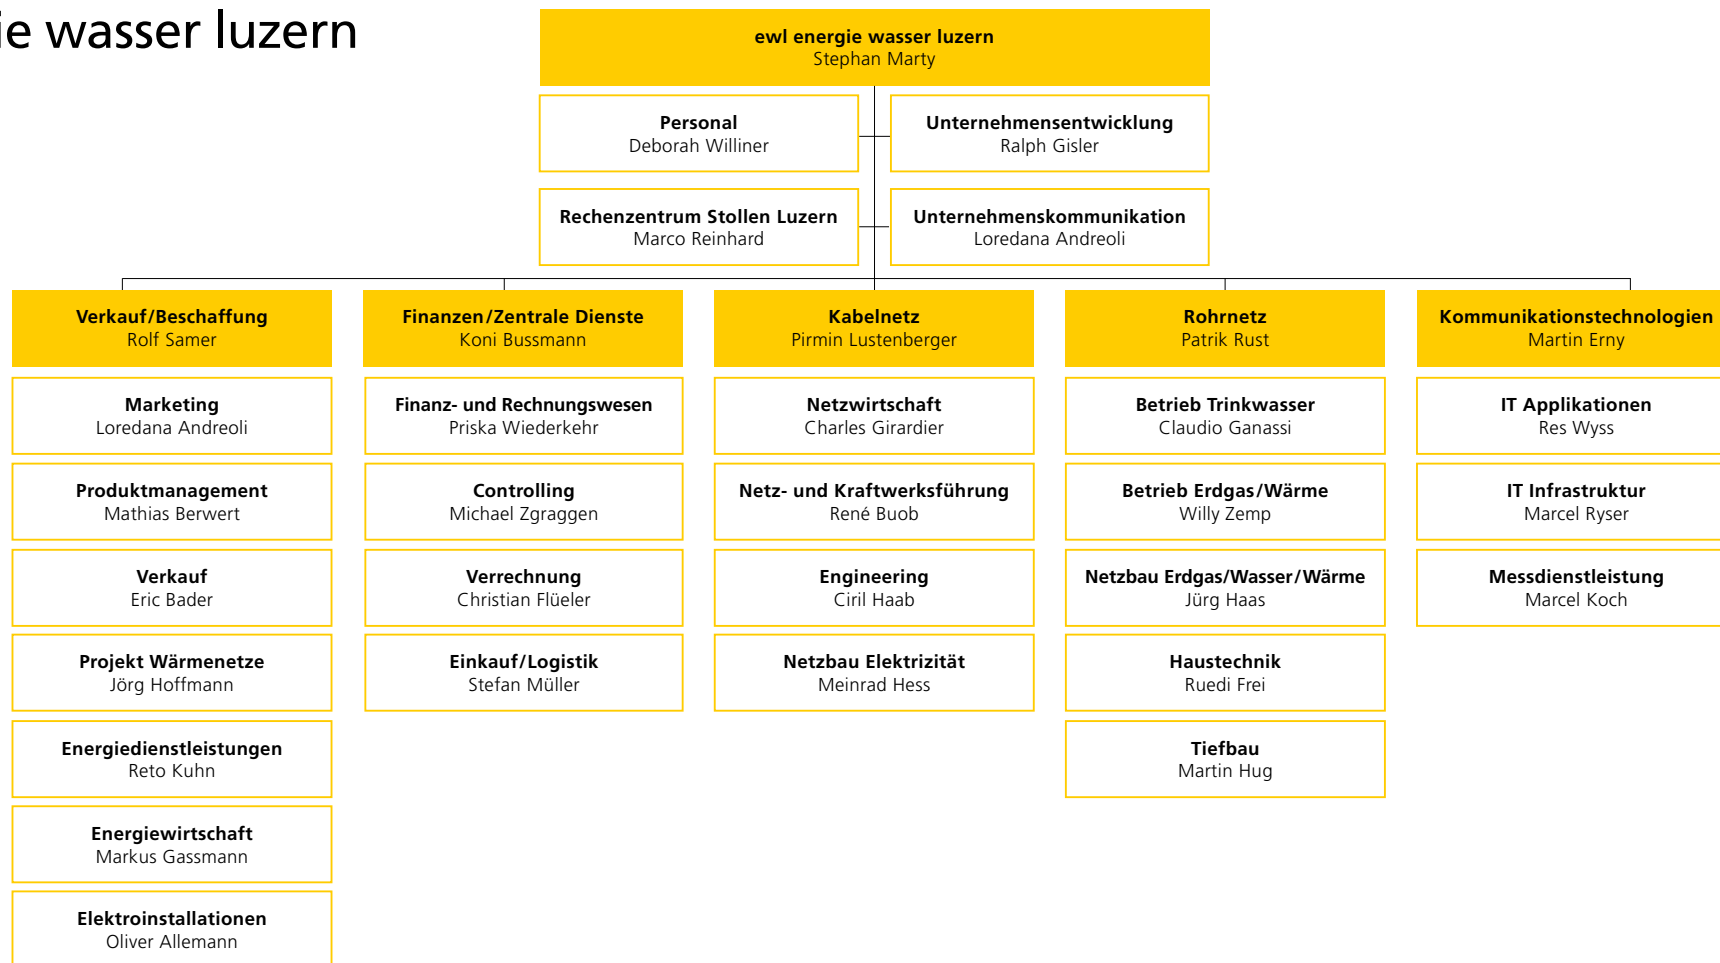 ie wasser luzern
ewl energie wasser luzern
Stephan Marty
Personal
Deborah Williner
Unternehmensentwicklung
Ralph Gisler
Rechenzentrum Stollen Luzern
Marco Reinhard
Unternehmenskommunikation
Loredana Andreoli
Verkauf/Beschaffung
Rolf Samer
Marketing
Loredana Andreoli
Produktmanagement
Mathias Berwert
Verkauf
Eric Bader
Projekt Wärmenetze
Jörg Hoffmann
Energiedienstleistungen
Reto Kuhn
Energiewirtschaft
Markus Gassmann
Elektroinstallationen
Oliver Allemann
Finanzen/Zentrale Dienste
Koni Bussmann
Finanz- und Rechnungswesen
Priska Wiederkehr
Controlling
Michael Zgraggen
Verrechnung
Christian Flüeler
Einkauf/Logistik
Stefan Müller
Kabelnetz
Pirmin Lustenberger
Netzwirtschaft
Charles Girardier
Netz- und Kraftwerksführung
René Buob
Engineering
Ciril Haab
Netzbau Elektrizität
Meinrad Hess
Rohrnetz
Patrik Rust
Betrieb Trinkwasser
Claudio Ganassi
Betrieb Erdgas/Wärme
Willy Zemp
Netzbau Erdgas/Wasser/Wärme
Jürg Haas
Haustechnik
Ruedi Frei
Tiefbau
Martin Hug
Kommunikationstechnologien
Martin Erny
IT Applikationen
Res Wyss
IT Infrastruktur
Marcel Ryser
Messdienstleistung
Marcel Koch